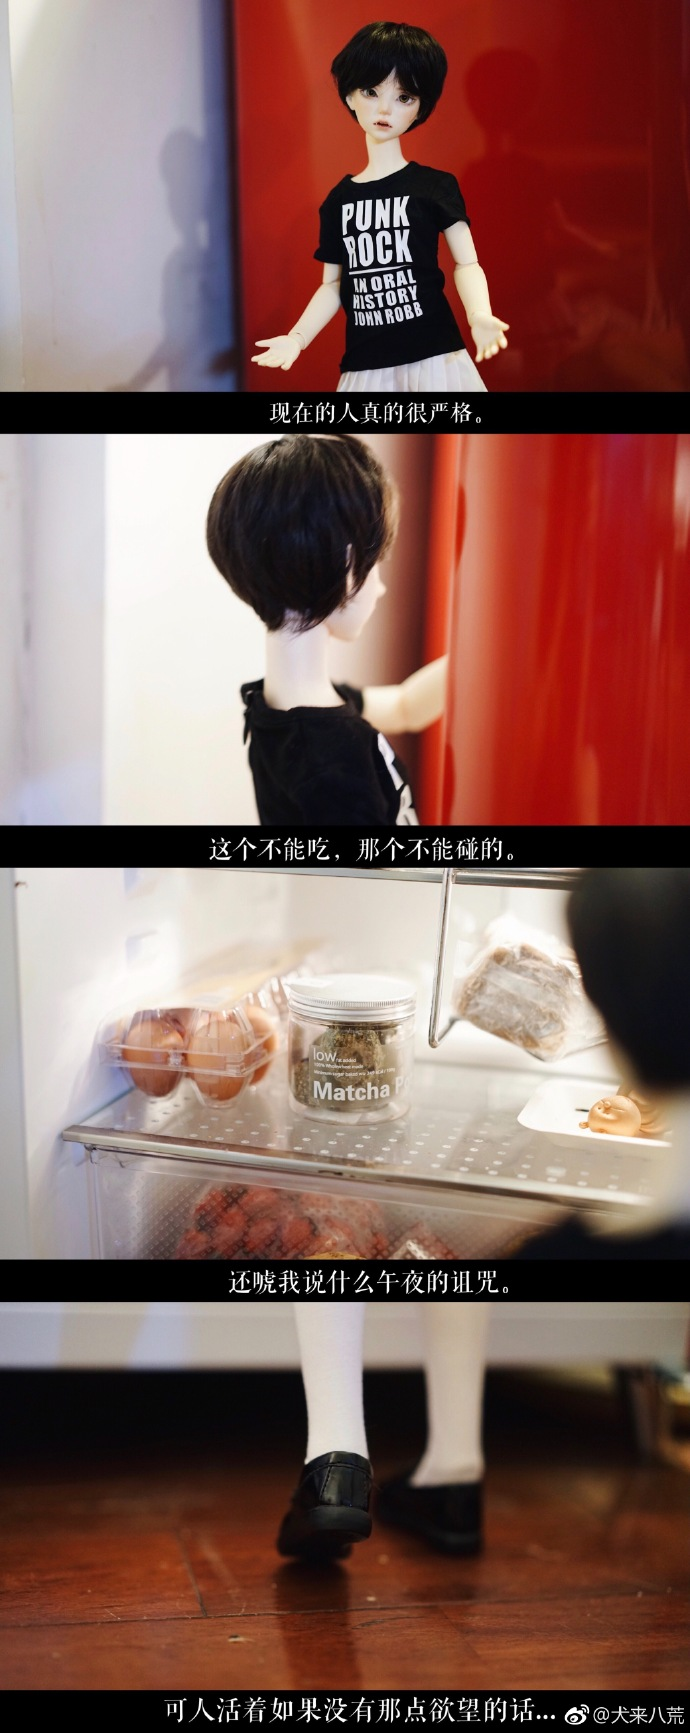 PUNK
ROCK
AN ORAL
HISTORY
JOHN ROBB
现在的人真的很严格。
这个不能吃，那个不能碰的。
low fat added
Matcha
还唬我说什么午夜的诅咒。
可人活着如果没有那点欲望的话...
@犬来八荒